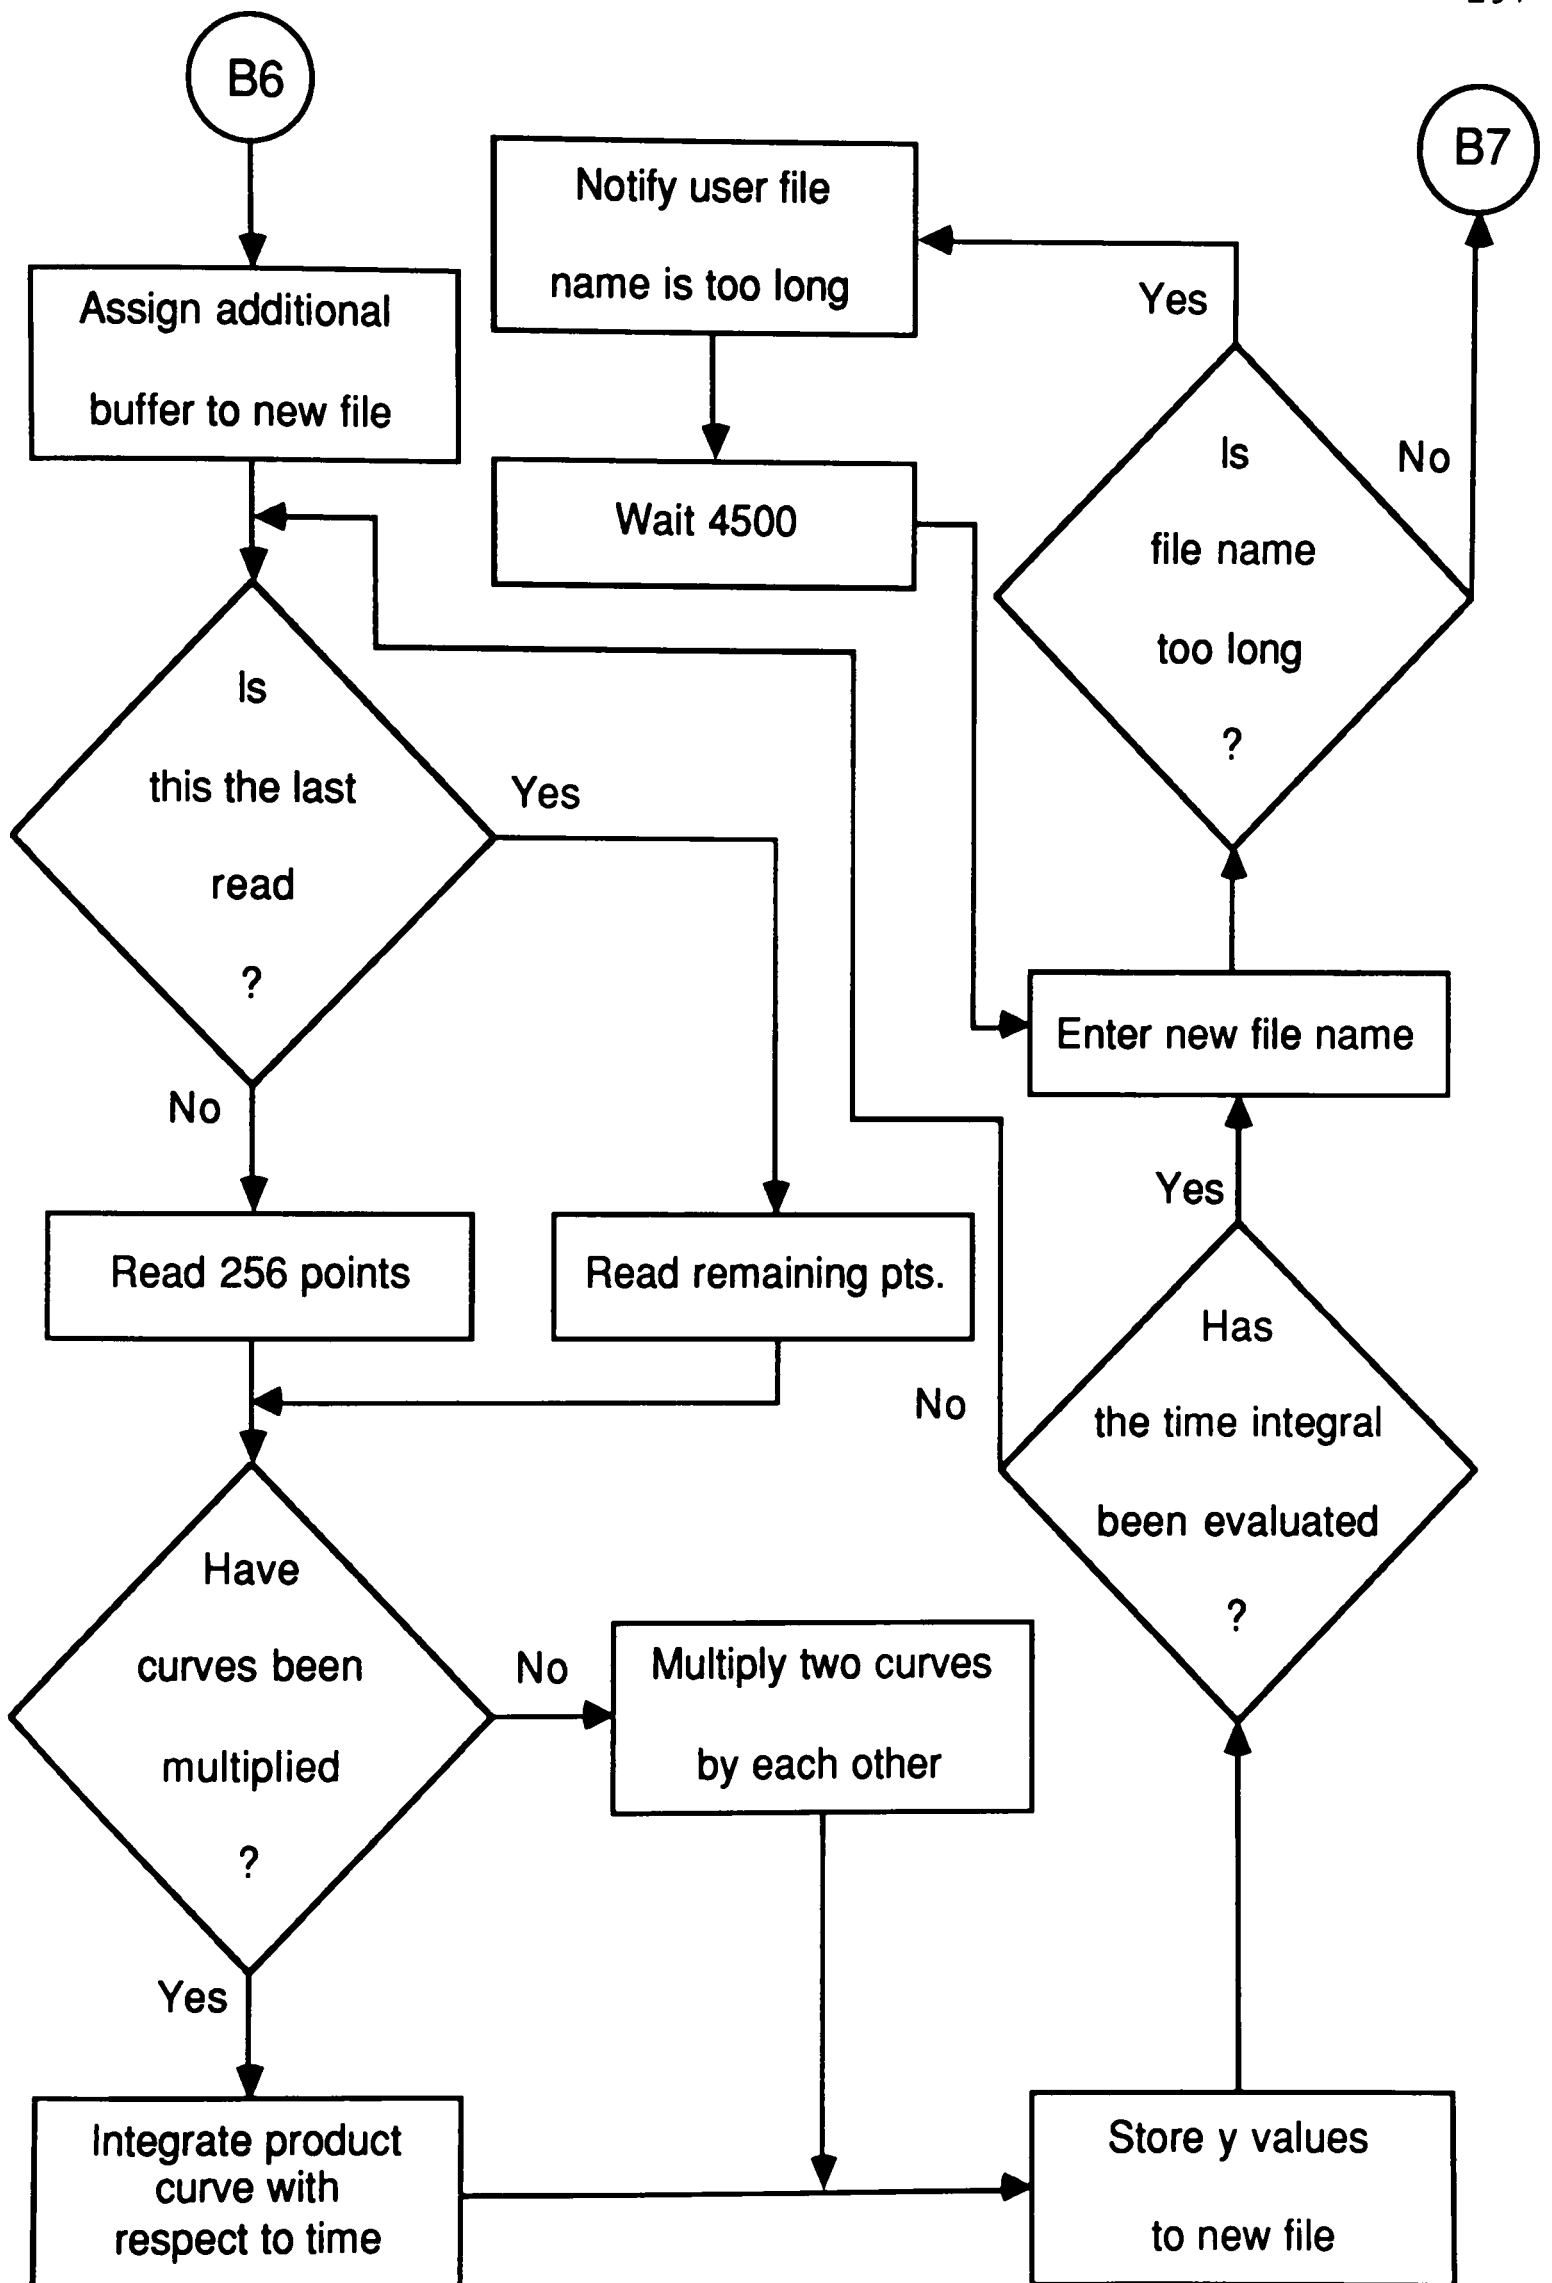 B6
Assign additional
buffer to new file
Is
this the last
read
?
Yes
No
Read 256 points
Read remaining pts.
Have
curves been
multiplied
?
No
Yes
Multiply two curves
by each other
Integrate product
curve with
respect to time
Store y values
to new file
Has
the time integral
been evaluated
?
No
Yes
Enter new file name
Is
file name
too long
?
Yes
No
Notify user file
name is too long
Wait 4500
B7